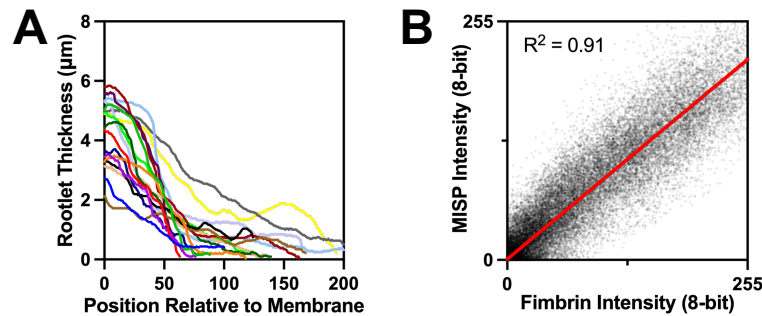 A
Rootlet Thickness (μm)
8
6
4
2
0
0 50 100 150 200
Position Relative to Membrane
B
MISP Intensity (8-bit)
255
R² = 0.91
0
0 255
Fimbrin Intensity (8-bit)